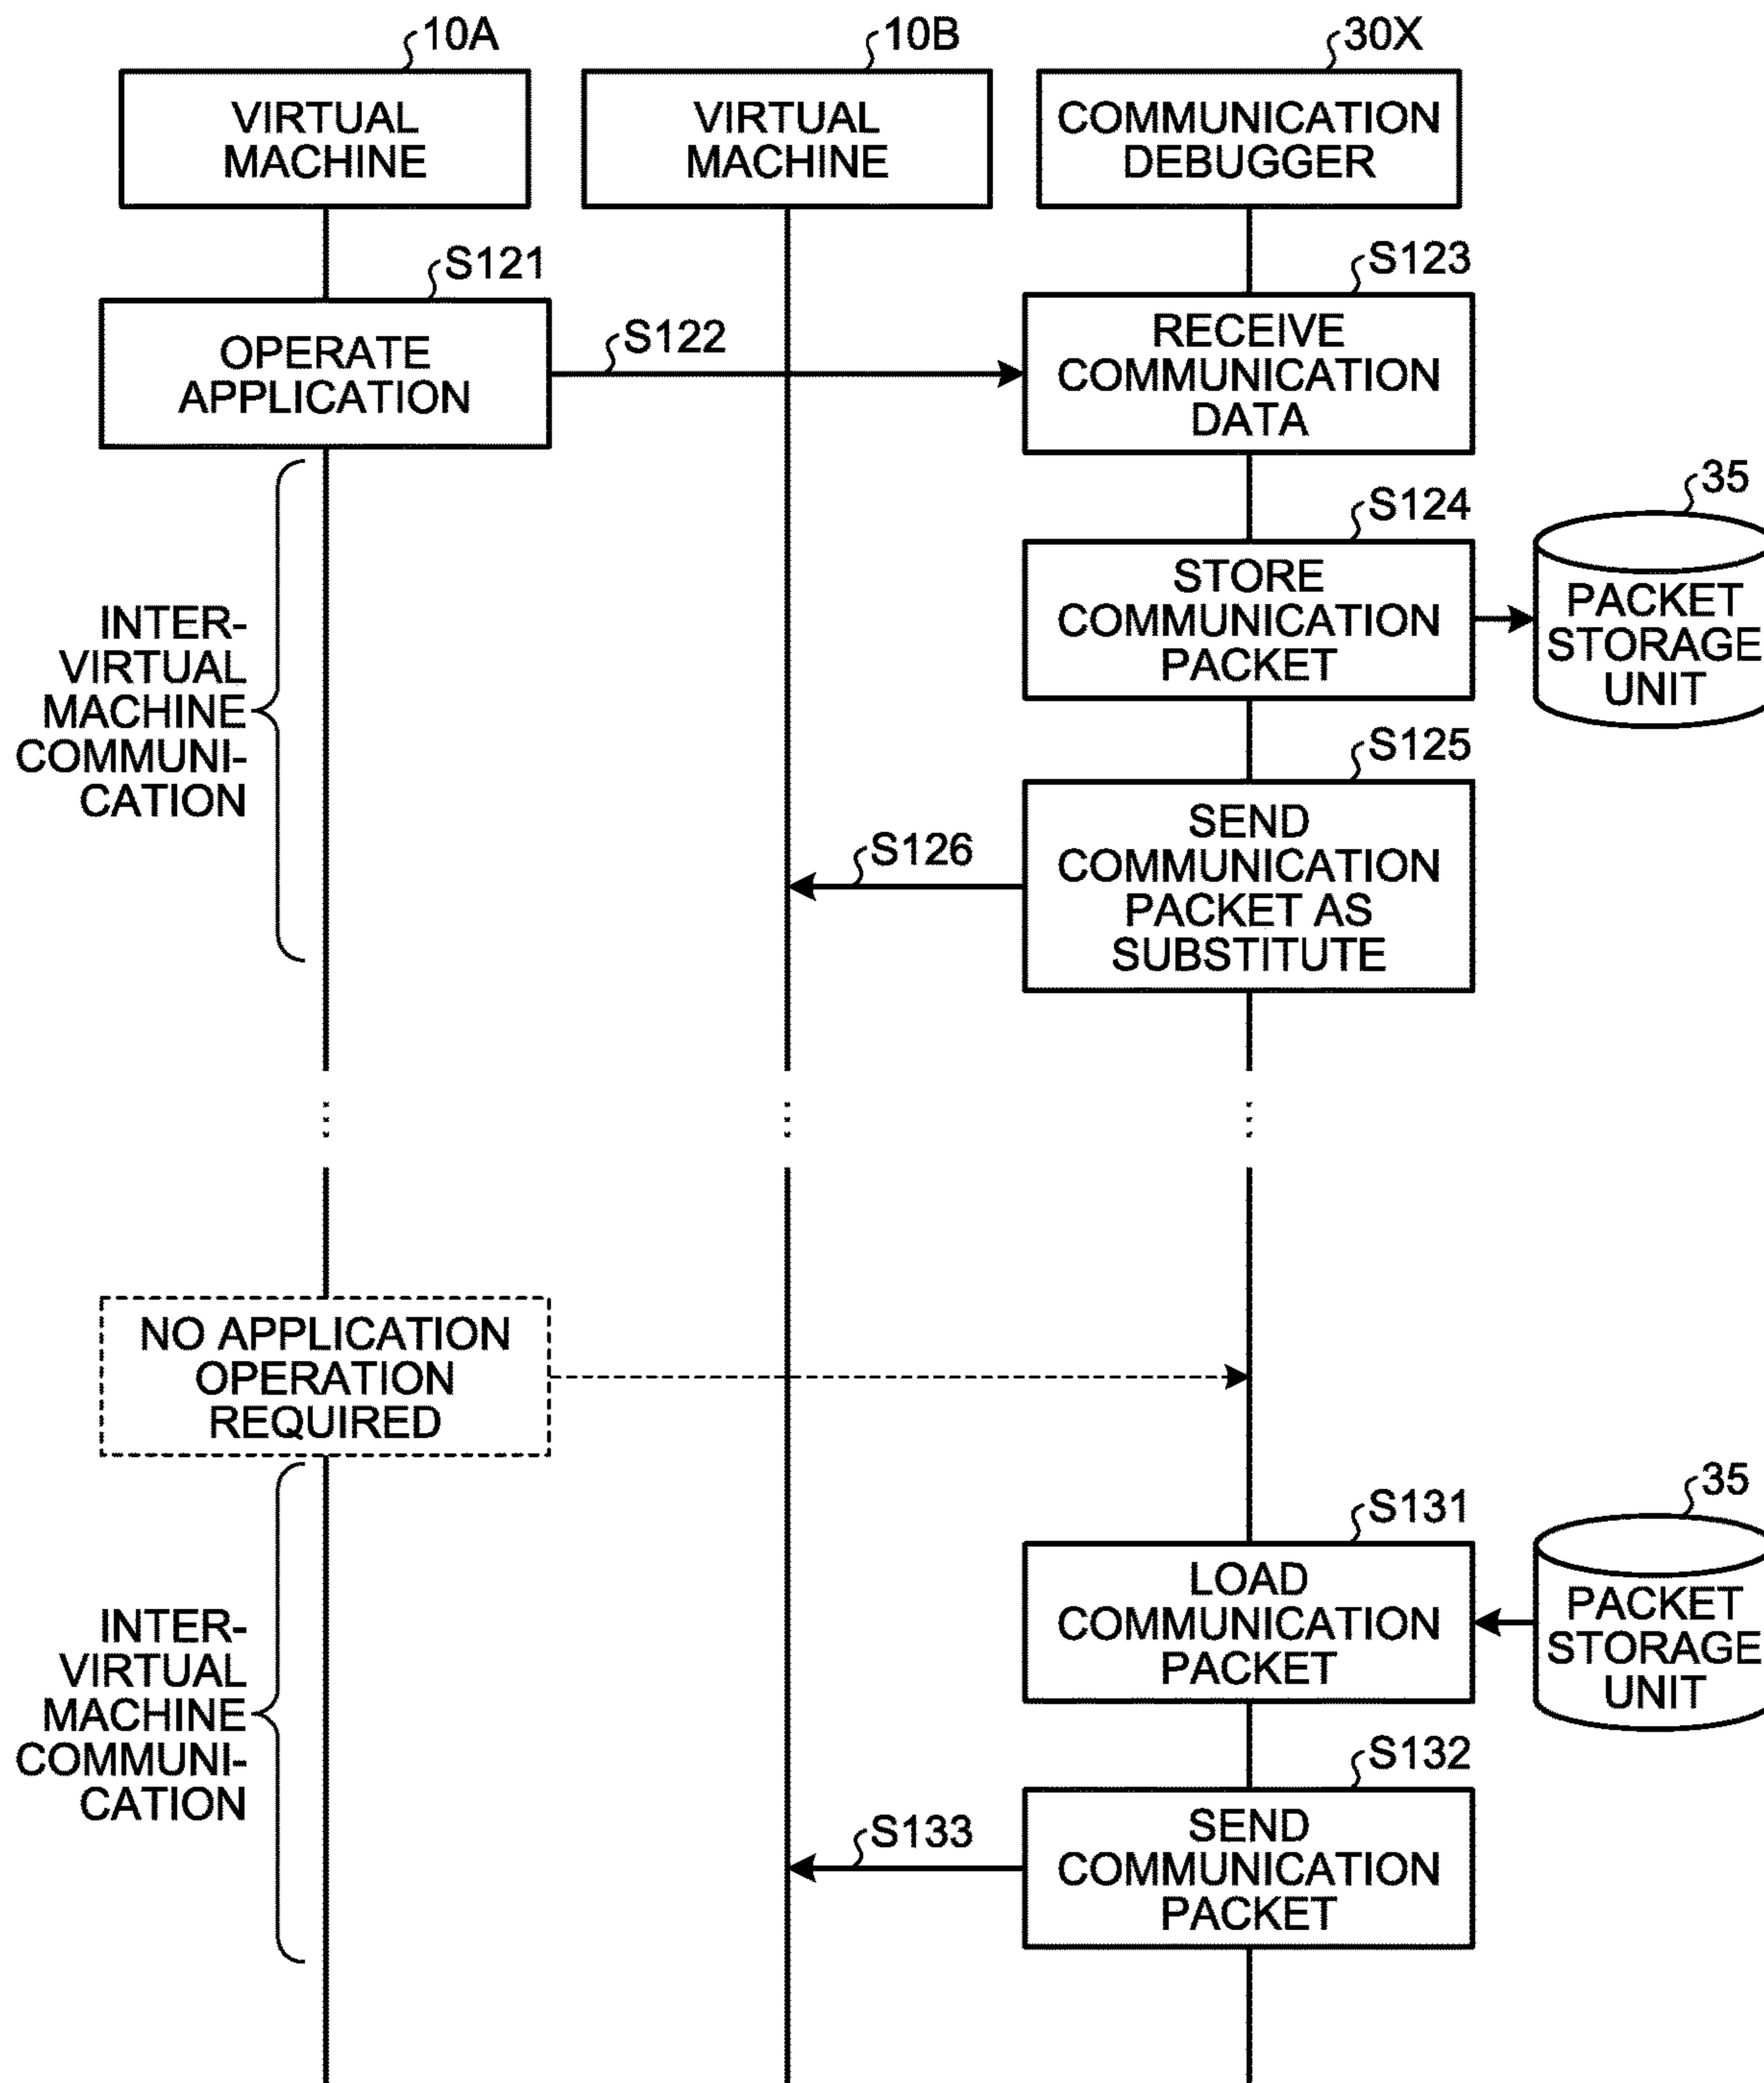 10A
10B
30X
VIRTUAL
MACHINE
VIRTUAL
MACHINE
COMMUNICATION
DEBUGGER
S121
S122
S123
OPERATE
APPLICATION
RECEIVE
COMMUNICATION
DATA
S124
35
STORE
COMMUNICATION
PACKET
PACKET
STORAGE
UNIT
INTER-
VIRTUAL
MACHINE
COMMUNI-
CATION
S125
S126
SEND
COMMUNICATION
PACKET AS
SUBSTITUTE
NO APPLICATION
OPERATION
REQUIRED
S131
35
LOAD
COMMUNICATION
PACKET
PACKET
STORAGE
UNIT
INTER-
VIRTUAL
MACHINE
COMMUNI-
CATION
S132
S133
SEND
COMMUNICATION
PACKET